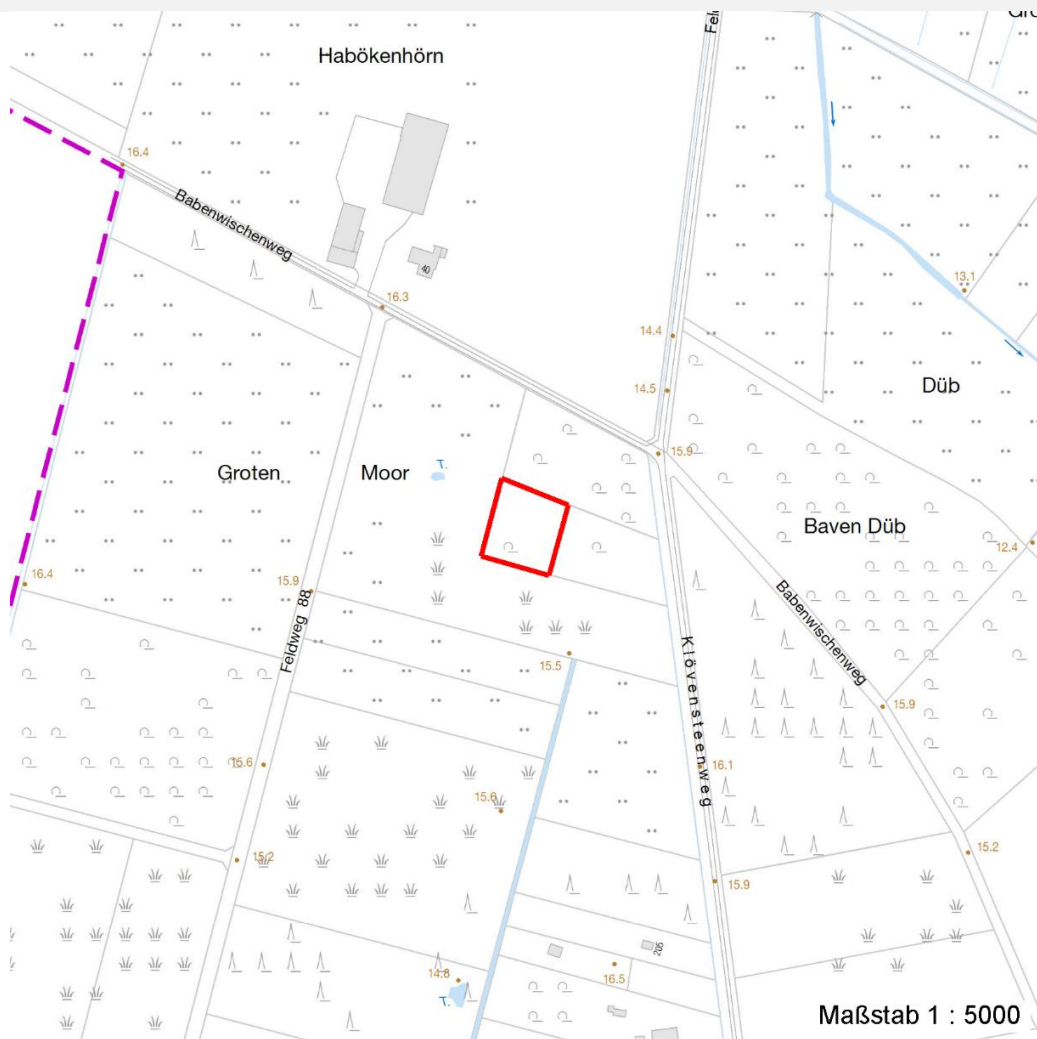 Habökenhörn
16.4
Babenwischenweg
40
16.3
13.1
14.4
14.5
Düb
15.9
T.
Groten
Moor
Baven Düb
12.4
16.4
15.9
Feldweg 88
Babenwischenweg
Klövensteenweg
15.5
15.9
15.6
16.1
15.6
15.2
15.2
15.9
205
16.5
14.8
T.
Maßstab 1 : 5000